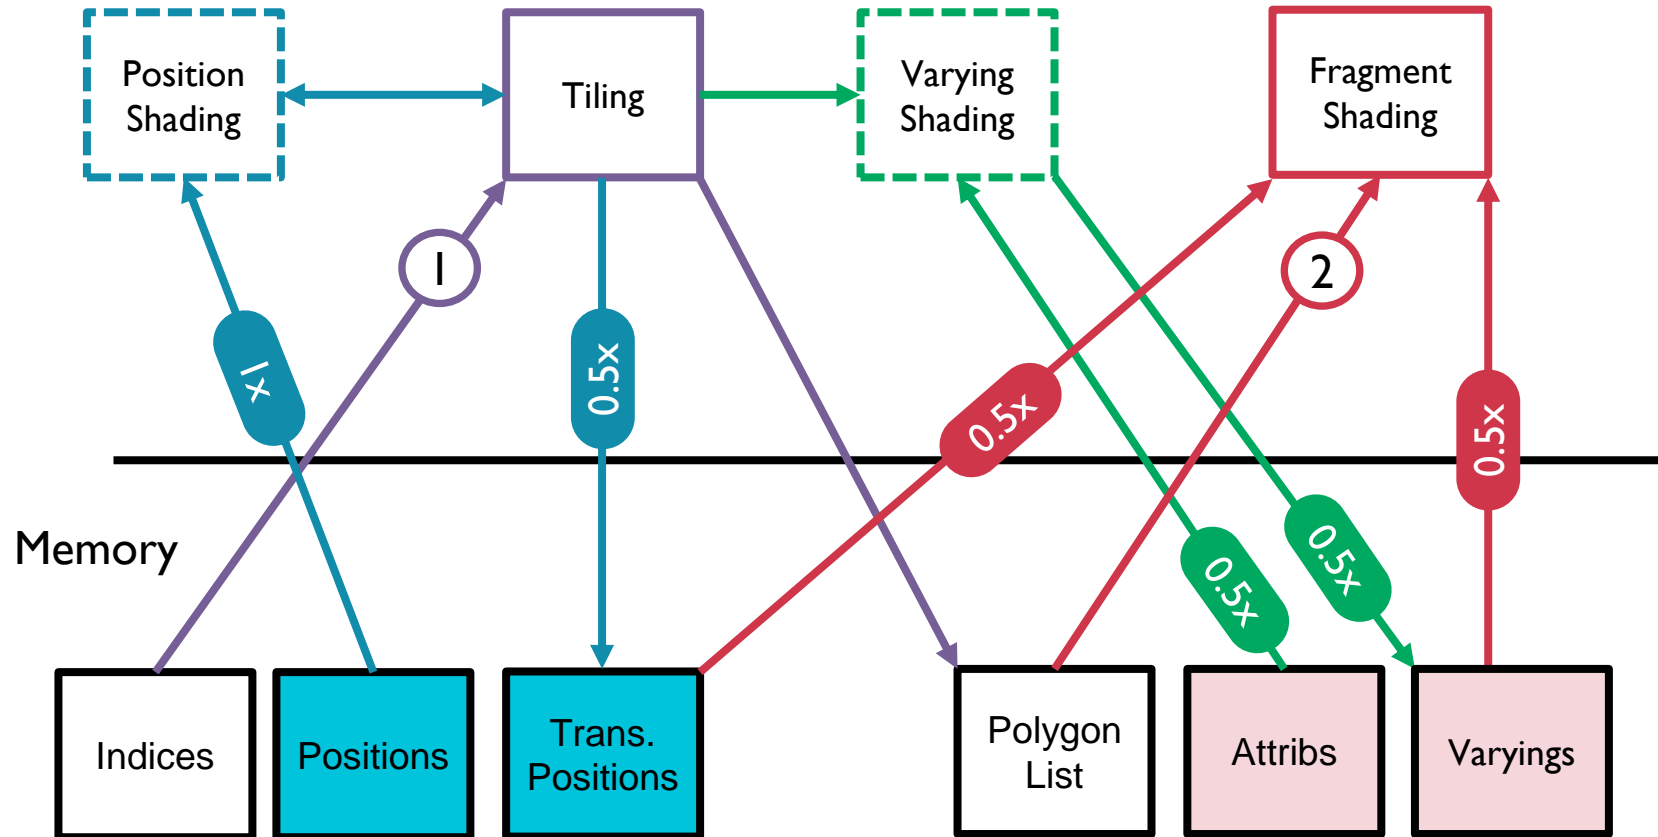 Position
Shading
Tiling
Varying
Shading
Fragment
Shading
1
2
1x
0.5x
0.5x
0.5x
0.5x
0.5x
Memory
Indices
Positions
Trans.
Positions
Polygon
List
Attribs
Varyings